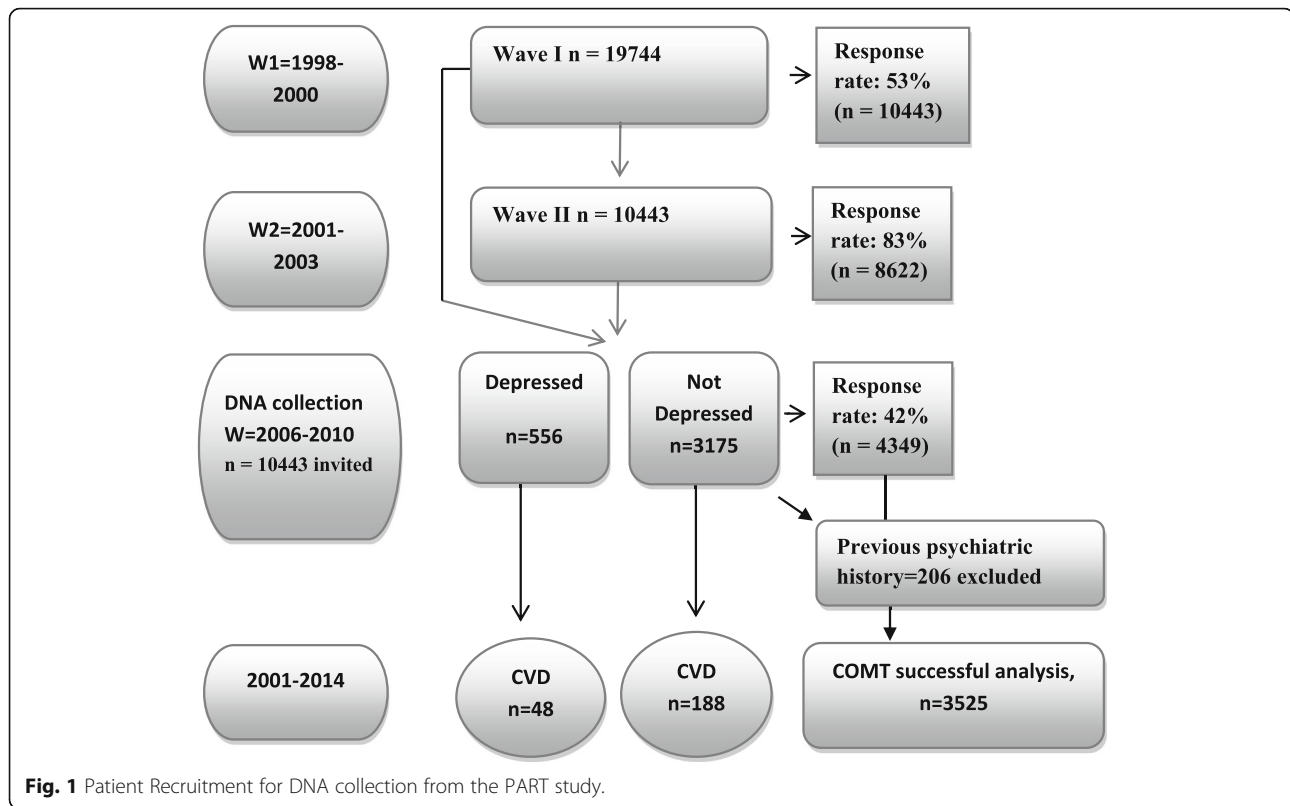 W1=1998-
2000
Wave I n = 19744
Response
rate: 53%
(n = 10443)
W2=2001-
2003
Wave II n = 10443
Response
rate: 83%
(n = 8622)
DNA collection
W=2006-2010
n = 10443 invited
Depressed
n=556
Not
Depressed
n=3175
Response
rate: 42%
(n = 4349)
Previous psychiatric
history=206 excluded
2001-2014
CVD
n=48
CVD
n=188
COMT successful analysis,
n=3525
Fig. 1 Patient Recruitment for DNA collection from the PART study.